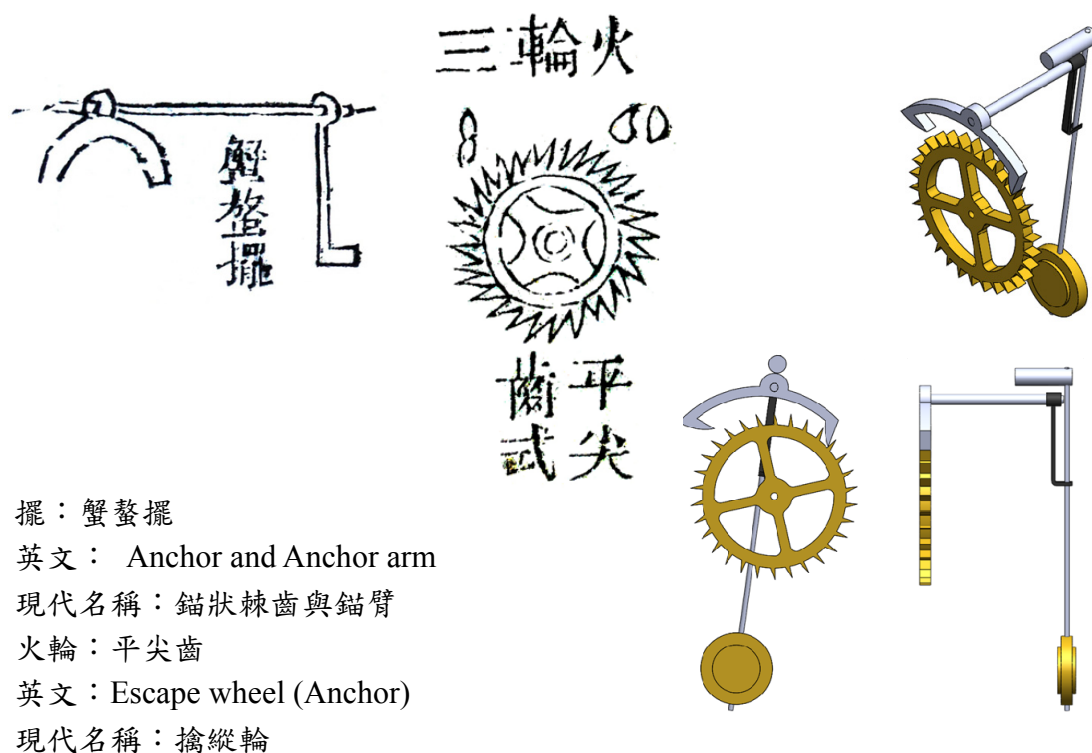 三輪火
8
30
蟹螯擺
齒平
式尖
擺：蟹螯擺
英文： Anchor and Anchor arm
現代名稱：錨狀棘齒與錨臂
火輪：平尖齒
英文：Escape wheel (Anchor)
現代名稱：擒縱輪